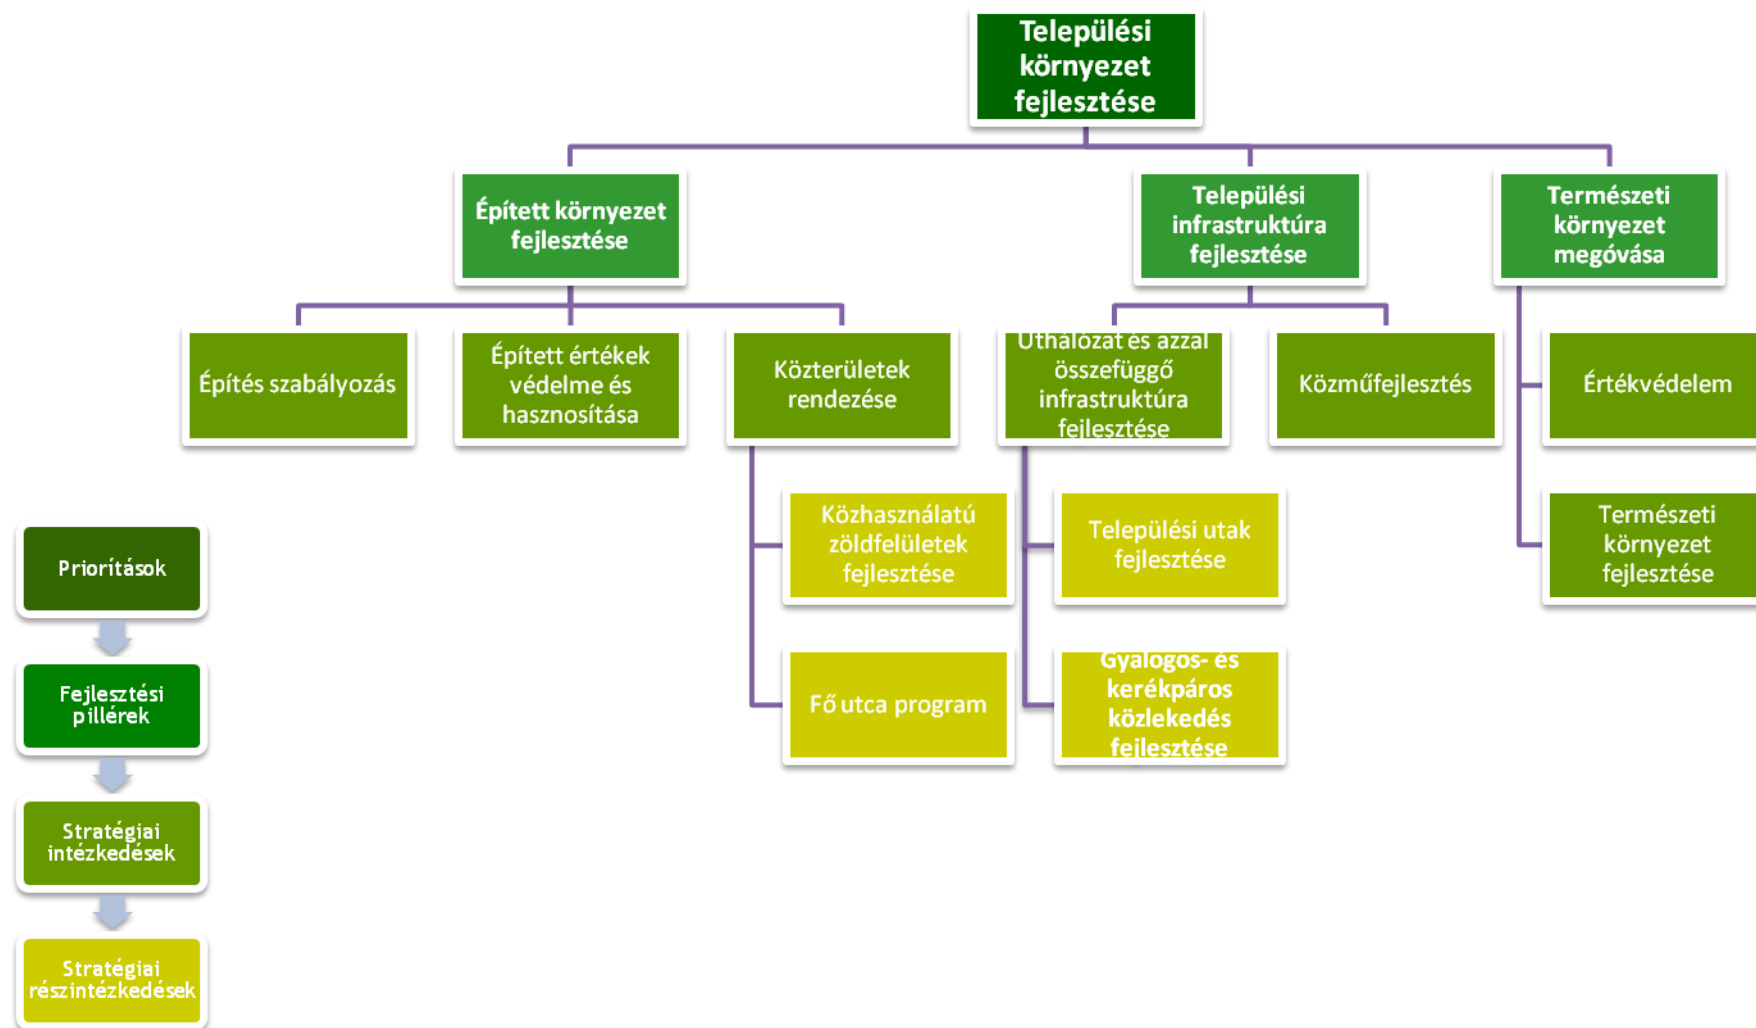 Települési
környezet
fejlesztése
Épített környezet
fejlesztése
Települési
infrastruktúra
fejlesztése
Természeti
környezet
megóvása
Építés szabályozás
Épített értékek
védelme és
hasznosítása
Közterületek
rendezése
Úthálózat és azzal
összefüggő
infrastruktúra
fejlesztése
Közműfejlesztés
Értékvédelem
Közhasználatú
zöldfelületek
fejlesztése
Települési utak
fejlesztése
Természeti
környezet
fejlesztése
Fő utca program
Gyalogos- és
kerékpáros
közlekedés
fejlesztése
Priorítások
Fejlesztési
pillérek
Stratégiai
intézkedések
Stratégiai
részintézkedések